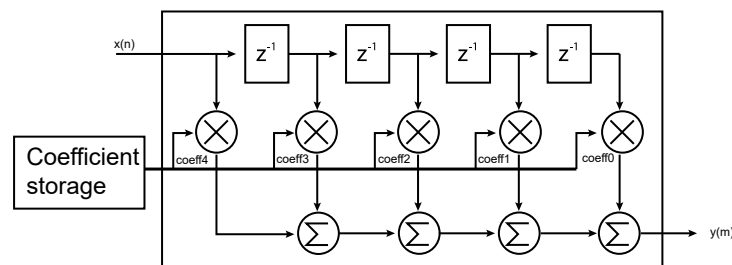 x(n)
z-1
z-1
z-1
z-1
Coefficient
storage
coeff4
coeff3
coeff2
coeff1
coeff0
Σ
Σ
Σ
Σ
y(m)